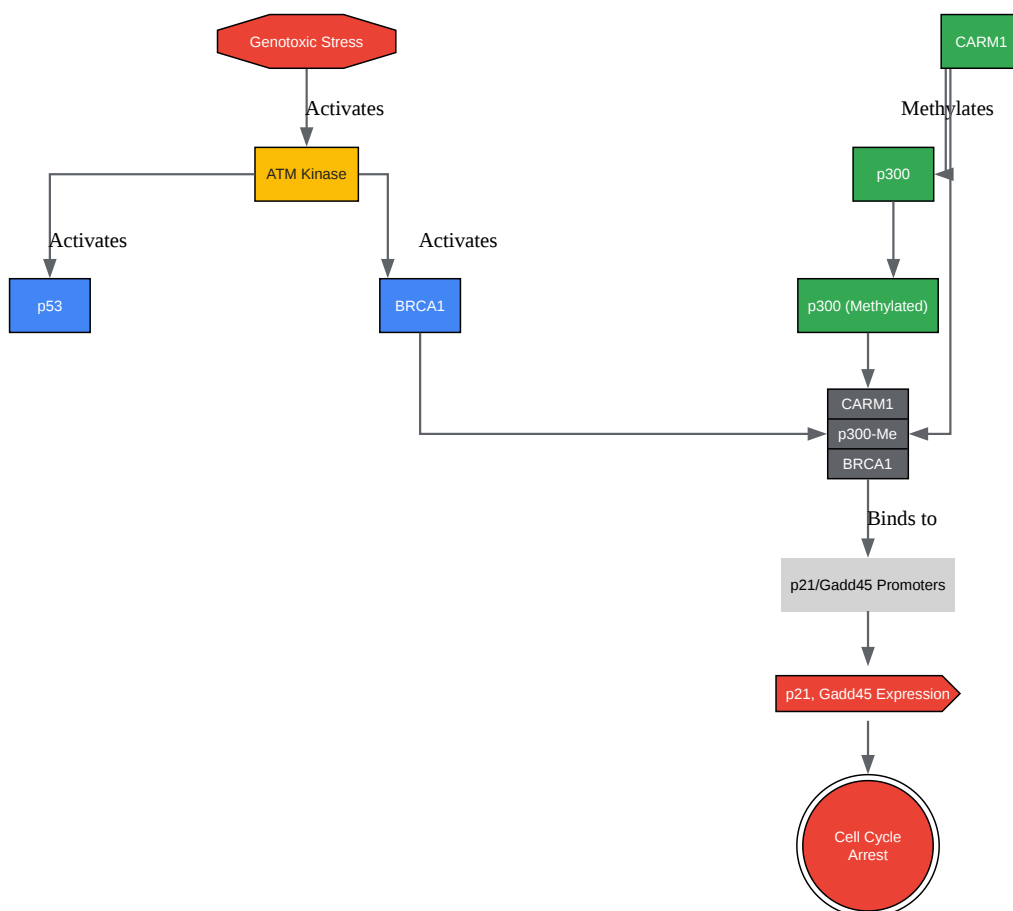 Genotoxic Stress
CARM1
Activates
Methylates
ATM Kinase
p300
Activates
Activates
p53
BRCA1
p300 (Methylated)
CARM1
p300-Me
BRCA1
Binds to
p21/Gadd45 Promoters
p21, Gadd45 Expression
Cell Cycle
Arrest